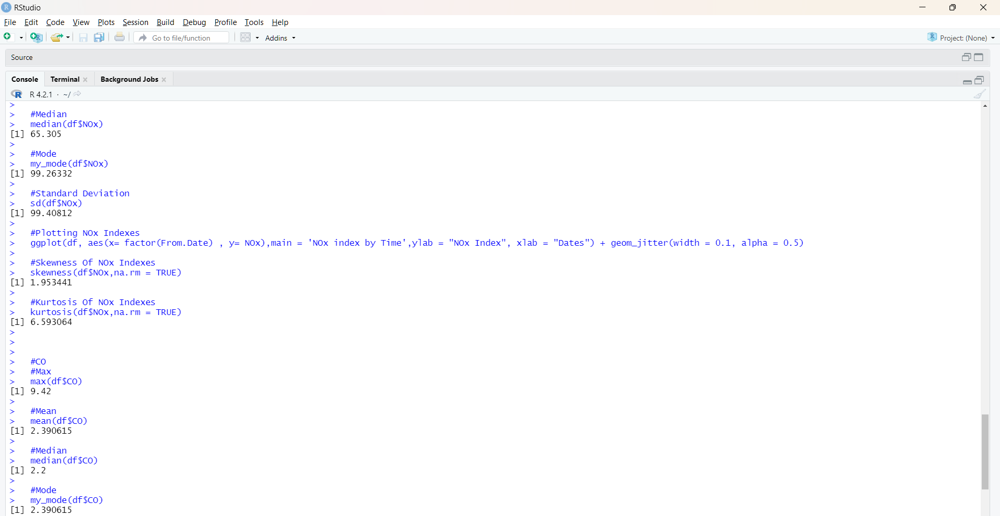 RStudio
File Edit Code View Plots Session Build Debug Profile Tools Help
Go to file/function Addins Project: (None)
Source
Console Terminal Background Jobs
R 4.2.1 · ~/
>
> #Median
> median(df$NOx)
[1] 65.305
>
> #Mode
> my_mode(df$NOx)
[1] 99.26332
>
> #Standard Deviation
> sd(df$NOx)
[1] 99.40812
>
> #Plotting NOx Indexes
> ggplot(df, aes(x= factor(From.Date) , y= NOx),main = 'NOx index by Time',ylab = "NOx Index", xlab = "Dates") + geom_jitter(width = 0.1, alpha = 0.5)
>
> #Skewness Of NOx Indexes
> skewness(df$NOx,na.rm = TRUE)
[1] 1.953441
>
> #Kurtosis Of NOx Indexes
> kurtosis(df$NOx,na.rm = TRUE)
[1] 6.593064
>
>
>
> #CO
> #Max
> max(df$CO)
[1] 9.42
>
> #Mean
> mean(df$CO)
[1] 2.390615
>
> #Median
> median(df$CO)
[1] 2.2
>
> #Mode
> my_mode(df$CO)
[1] 2.390615